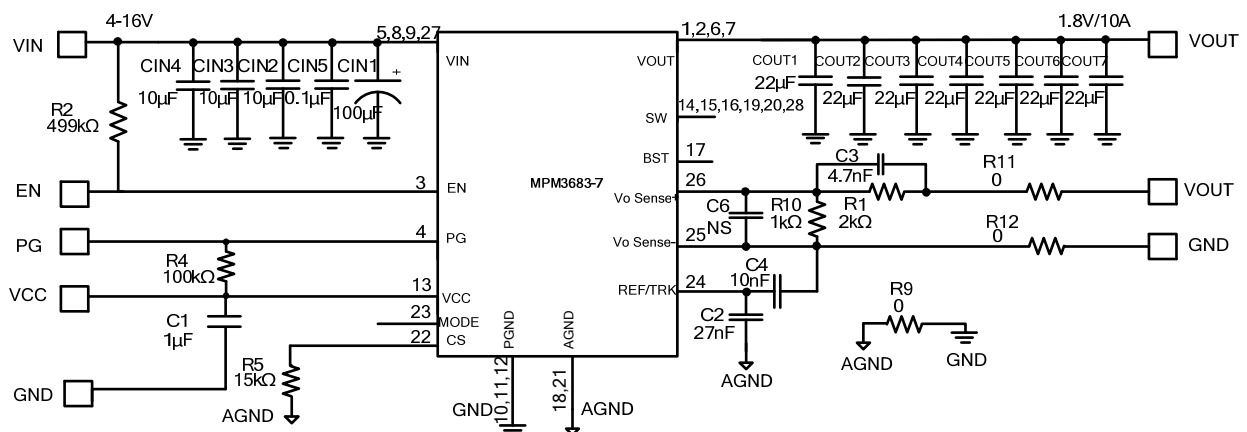 4-16V
5,8,9,27
1,2,6,7
1.8V/10A
VIN
VOUT
CIN4 CIN3 CIN2 CIN5 CIN1
+
10µF 10µF 10µF 0.1µF 100µF
VIN
VOUT
COUT1 COUT2 COUT3 COUT4 COUT5 COUT6 COUT7
22µF 22µF 22µF 22µF 22µF 22µF 22µF
R2
499kΩ
SW
14,15,16,19,20,28
BST
17
MPM3683-7
EN
3
EN
Vo Sense+
26
C3
4.7nF
R11
0
VOUT
C6
NS
R10
1kΩ
R1
2kΩ
PG
4
PG
Vo Sense-
25
R12
0
GND
R4
100kΩ
C4
10nF
VCC
13
VCC
REF/TRK
24
C1
1µF
23
MODE
22
CS
PGND
AGND
C2
27nF
R9
0
AGND
GND
R5
15kΩ
AGND
GND
AGND
GND
10,11,12
18,21
AGND